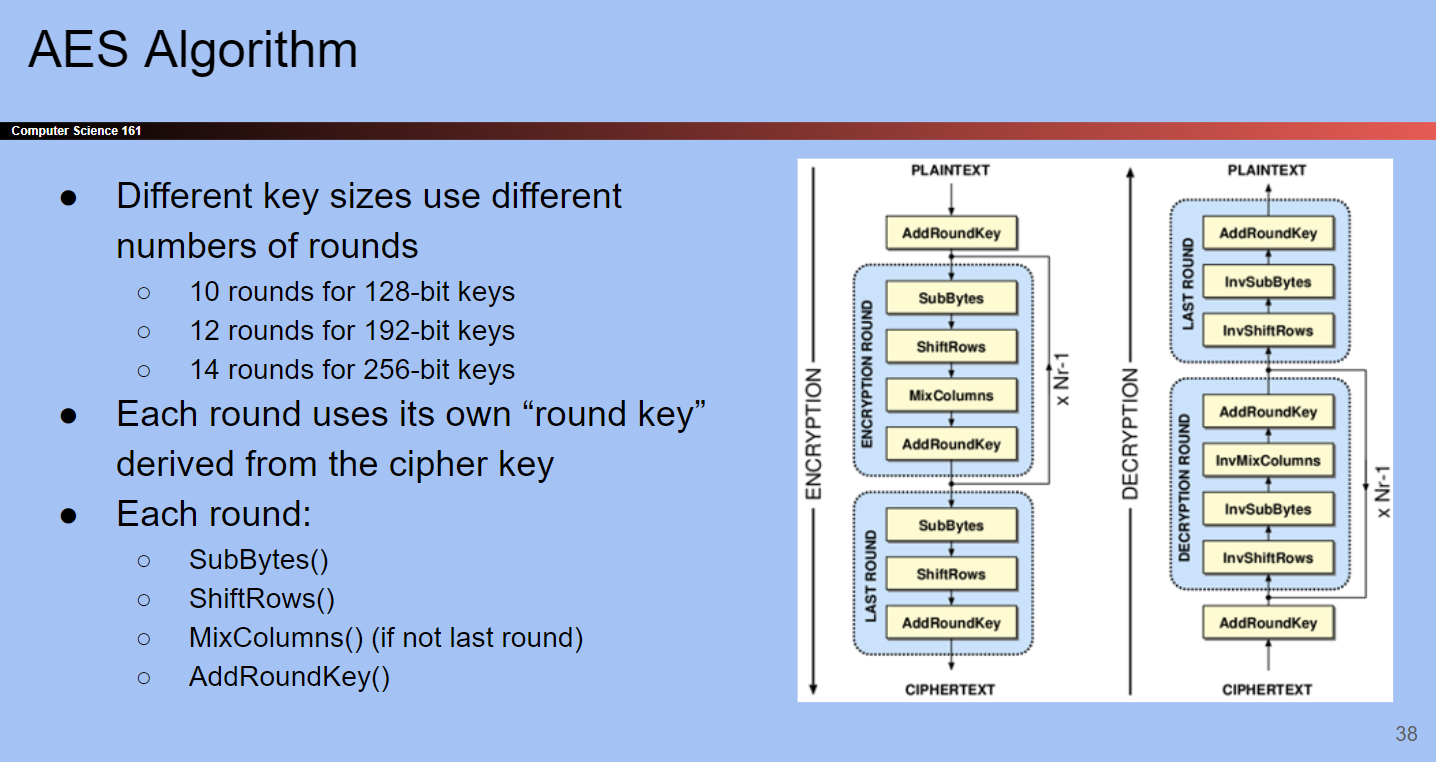 AES Algorithm
Computer Science 161
● Different key sizes use different
numbers of rounds
○ 10 rounds for 128-bit keys
○ 12 rounds for 192-bit keys
○ 14 rounds for 256-bit keys
● Each round uses its own “round key”
derived from the cipher key
● Each round:
○ SubBytes()
○ ShiftRows()
○ MixColumns() (if not last round)
○ AddRoundKey()
ENCRYPTION
PLAINTEXT
AddRoundKey
ENCRYPTION ROUND
SubBytes
ShiftRows
MixColumns
AddRoundKey
x Nr-1
LAST ROUND
SubBytes
ShiftRows
AddRoundKey
CIPHERTEXT
DECRYPTION
PLAINTEXT
LAST ROUND
AddRoundKey
InvSubBytes
InvShiftRows
DECRYPTION ROUND
AddRoundKey
InvMixColumns
InvSubBytes
InvShiftRows
x Nr-1
AddRoundKey
CIPHERTEXT
38